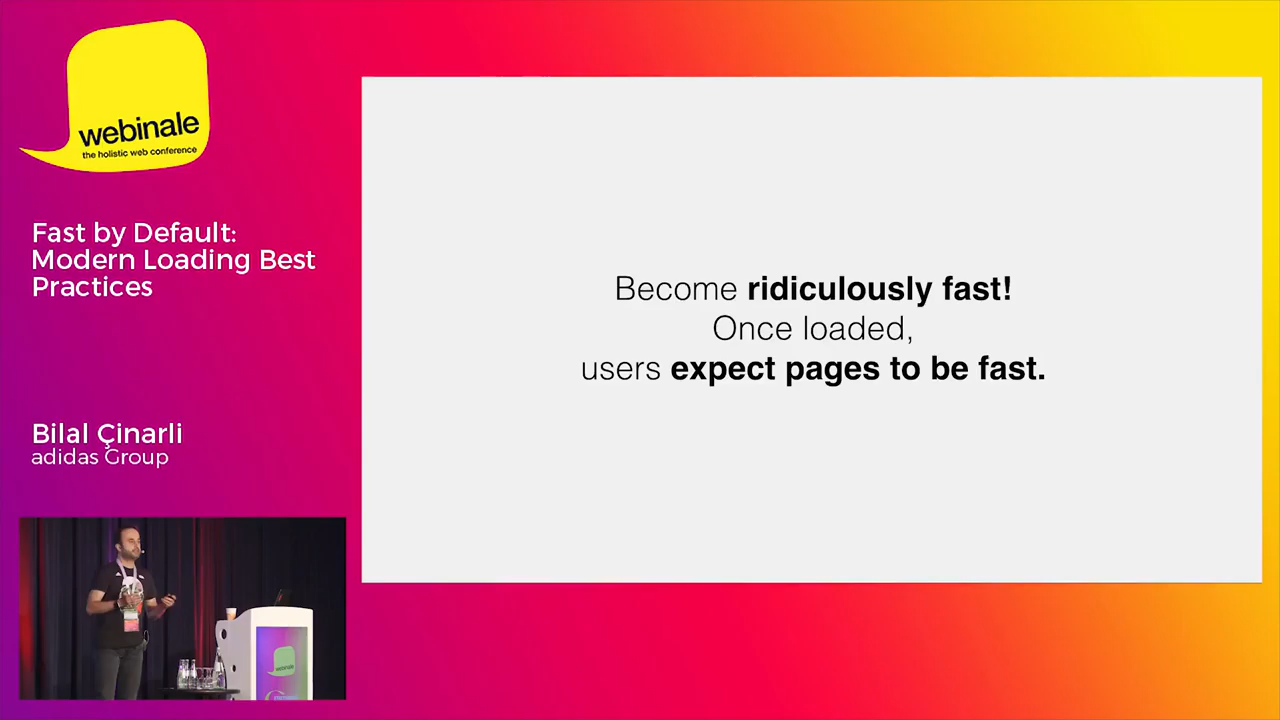 webinale
the holistic web conference
Fast by Default:
Modern Loading Best
Practices
Bilal Çinarli
adidas Group
Become ridiculously fast!
Once loaded,
users expect pages to be fast.
webinale